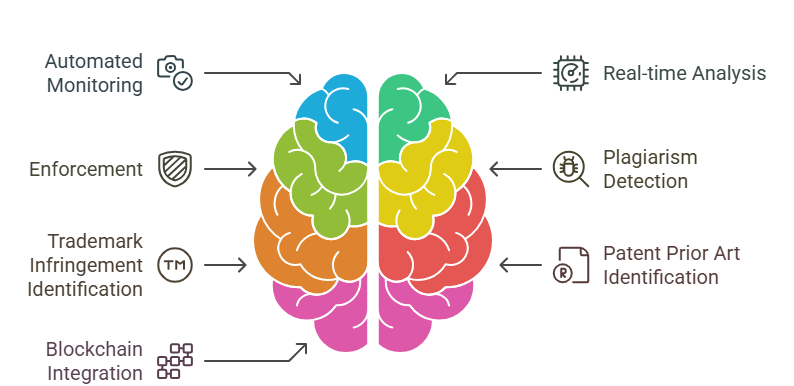 Automated
Monitoring
Real-time Analysis
Enforcement
Plagiarism
Detection
Trademark
Infringement
Identification
TM
Patent Prior Art
Identification
R
Blockchain
Integration